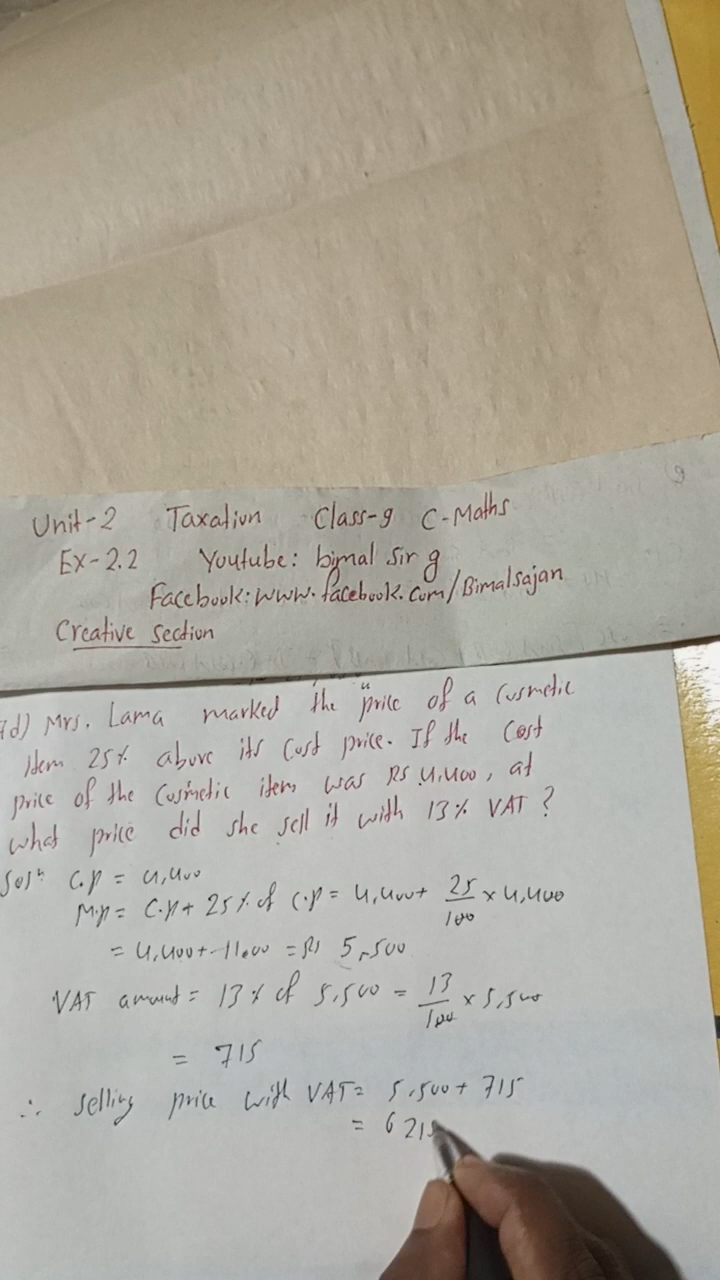 Unit-2 Taxation Class-9 C-Maths
Ex-2.2 Youtube: bimal sir g
Facebook: www.facebook.com/Bimalsajan
Creative section
7d) Mrs. Lama marked the price of a cosmetic
item 25% above its cost price. If the cost
price of the cosmetic item was Rs 4,400, at
what price did she sell it with 13% VAT?
Solⁿ C.P = 4,400
M.P = C.P + 25% of C.P = 4,400 + 25/100 × 4,400
= 4,400 + 1100 = Rs 5,500
VAT amount = 13% of 5,500 = 13/100 × 5,500
= 715
∴ selling price with VAT = 5,500 + 715
= 6215